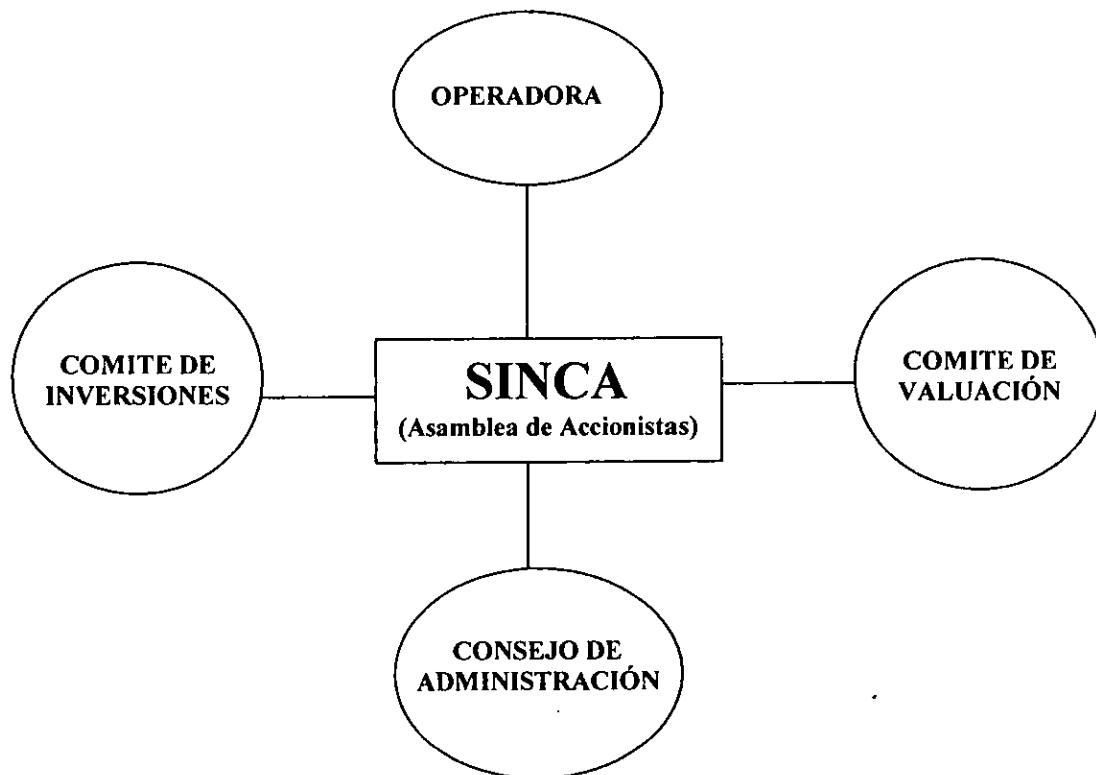 OPERADORA
COMITE DE
INVERSIONES
SINCA
(Asamblea de Accionistas)
COMITE DE
VALUACIÓN
CONSEJO DE
ADMINISTRACIÓN